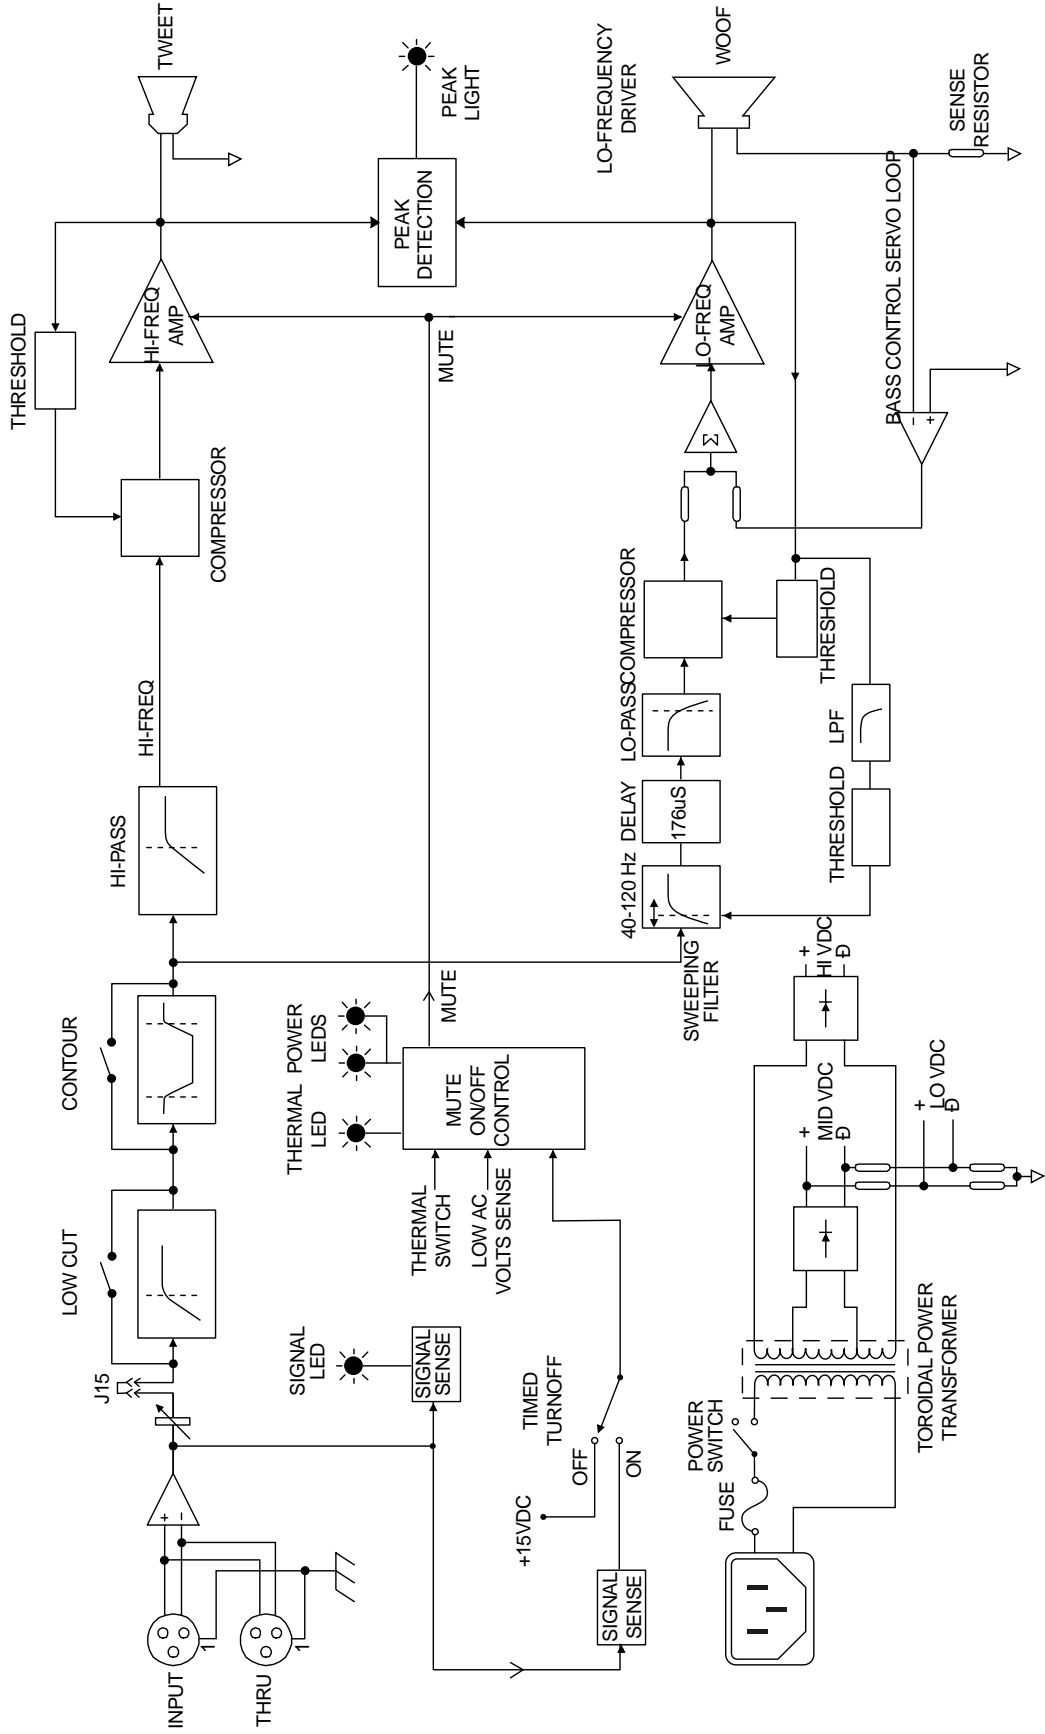 INPUT
THRU
1
1
+
–
J15
LOW CUT
CONTOUR
HI-PASS
HI-FREQ
COMPRESSOR
THRESHOLD
HI-FREQ
AMP
TWEET
SIGNAL
LED
SIGNAL
SENSE
THERMAL
LED
POWER
LEDS
THERMAL
SWITCH
LOW AC
VOLTS SENSE
MUTE
ON/OFF
CONTROL
MUTE
MUTE
PEAK
DETECTION
PEAK
LIGHT
+15VDC
OFF
ON
TIMED
TURNOFF
SIGNAL
SENSE
SWEEPING
FILTER
40-120 Hz
DELAY
176uS
LO-PASS
COMPRESSOR
THRESHOLD
LPF
THRESHOLD
Σ
LO-FREQ
AMP
LO-FREQUENCY
DRIVER
WOOF
BASS CONTROL SERVO LOOP
–
+
SENSE
RESISTOR
FUSE
POWER
SWITCH
TOROIDAL POWER
TRANSFORMER
+
MID VDC
Ð
+
HI VDC
Ð
+
LO VDC
Ð